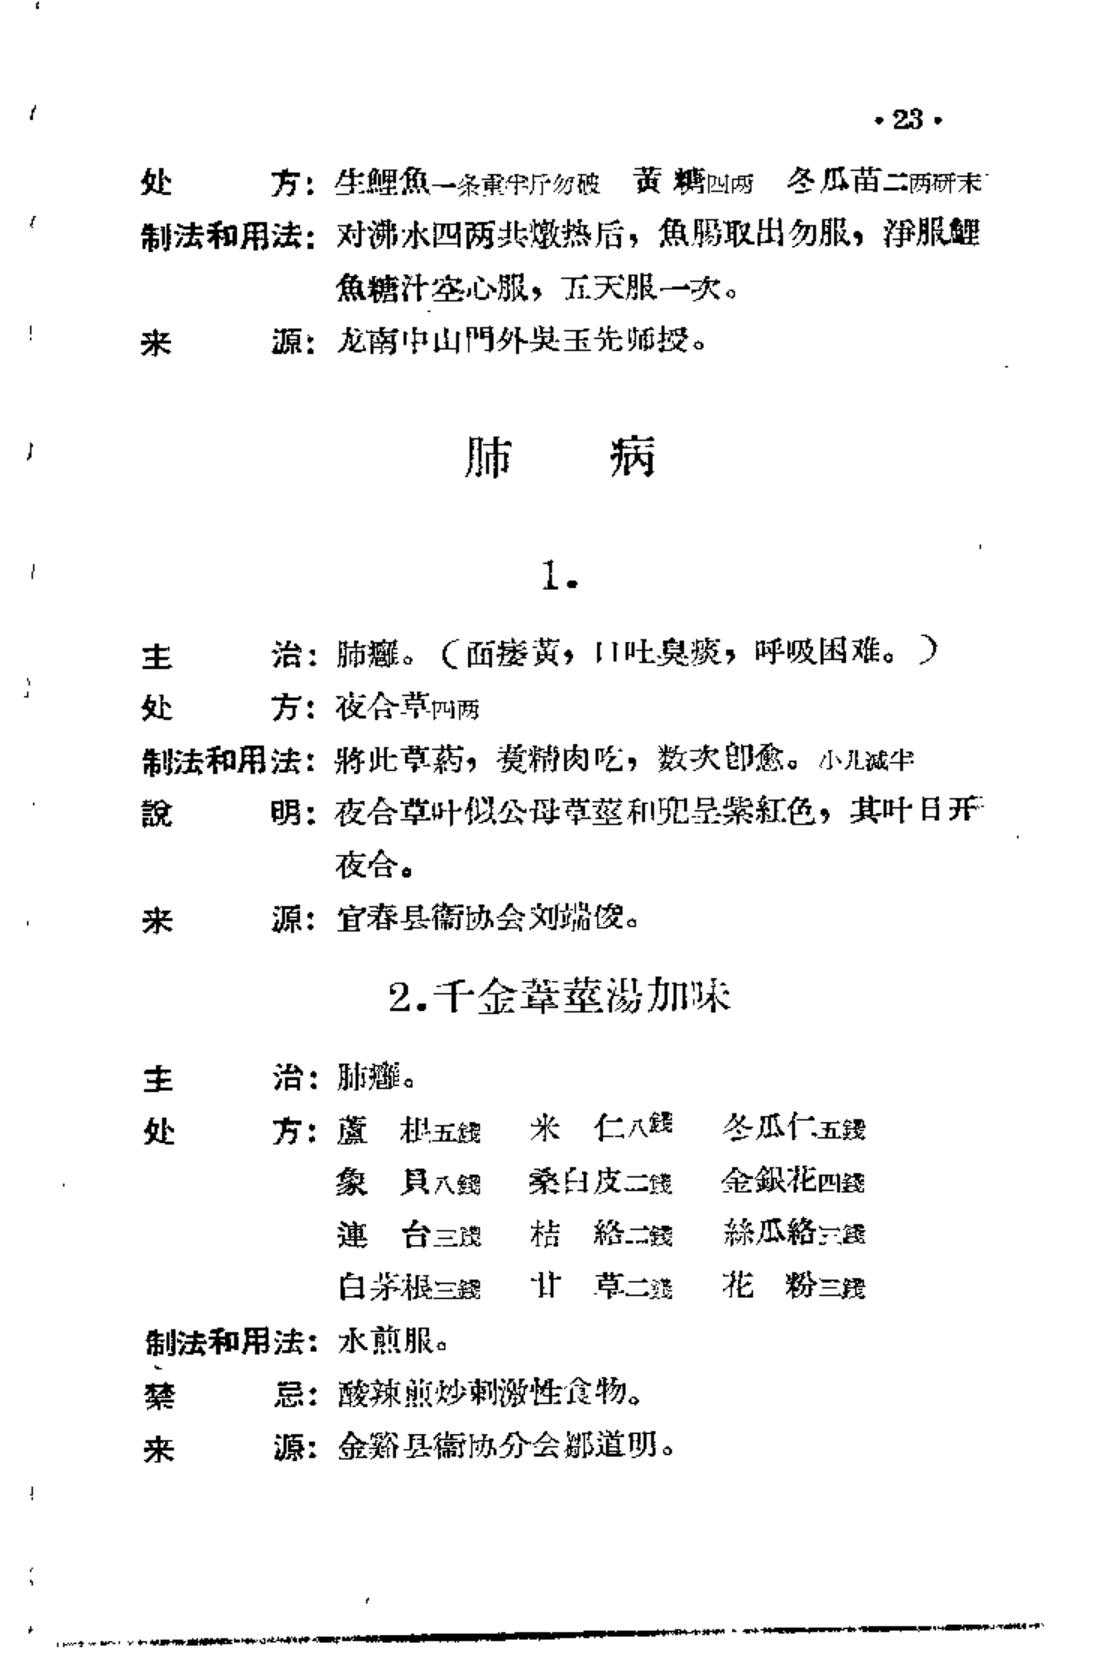 ·23·
处　　方：生鯉魚一条重半斤勿破　黃糖四两　冬瓜苗二两研末
制法和用法：对沸水四两共燉热后，魚腸取出勿服，淨服鯉
魚糖汁空心服，五天服一次。
来　　源：龙南中山門外吳玉先师授。
肺　病
1.
主　　治：肺癰。（面痿黃，口吐臭痰，呼吸困难。）
处　　方：夜合草四两
制法和用法：將此草葯，煲精肉吃，数次卽愈。小儿减半
說　　明：夜合草叶似公母草莖和兜呈紫紅色，其叶日开
夜合。
来　　源：宜春县衞协会刘端俊。
2.千金葦莖湯加味
主　　治：肺癰。
处　　方：蘆　根五錢　米　仁八錢　冬瓜仁五錢
象　貝八錢　桑白皮二錢　金銀花四錢
連　台三錢　桔　絡二錢　絲瓜絡三錢
白茅根三錢　甘　草二錢　花　粉三錢
制法和用法：水煎服。
禁　　忌：酸辣煎炒刺激性食物。
来　　源：金谿县衞协分会鄒道明。